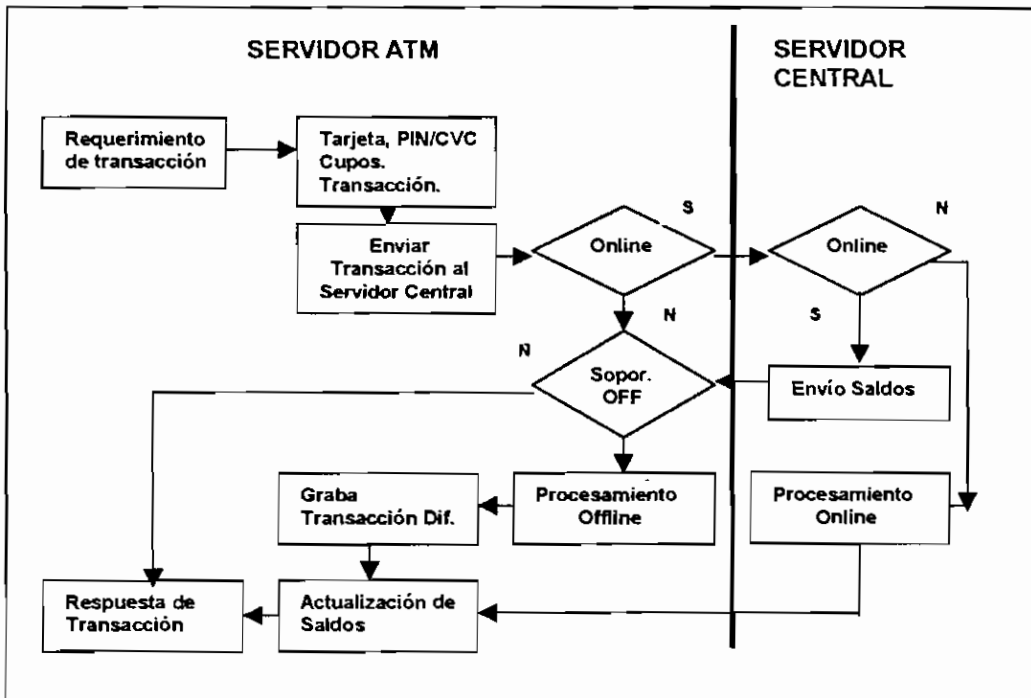 SERVIDOR ATM
SERVIDOR
CENTRAL
Requerimiento
de transacción
Tarjeta, PIN/CVC
Cupos.
Transacción.
Enviar
Transacción al
Servidor Central
Online
S
Online
N
N
S
N
Sopor.
OFF
Envío Saldos
Graba
Transacción Dif.
Procesamiento
Offline
Procesamiento
Online
Respuesta de
Transacción
Actualización de
Saldos